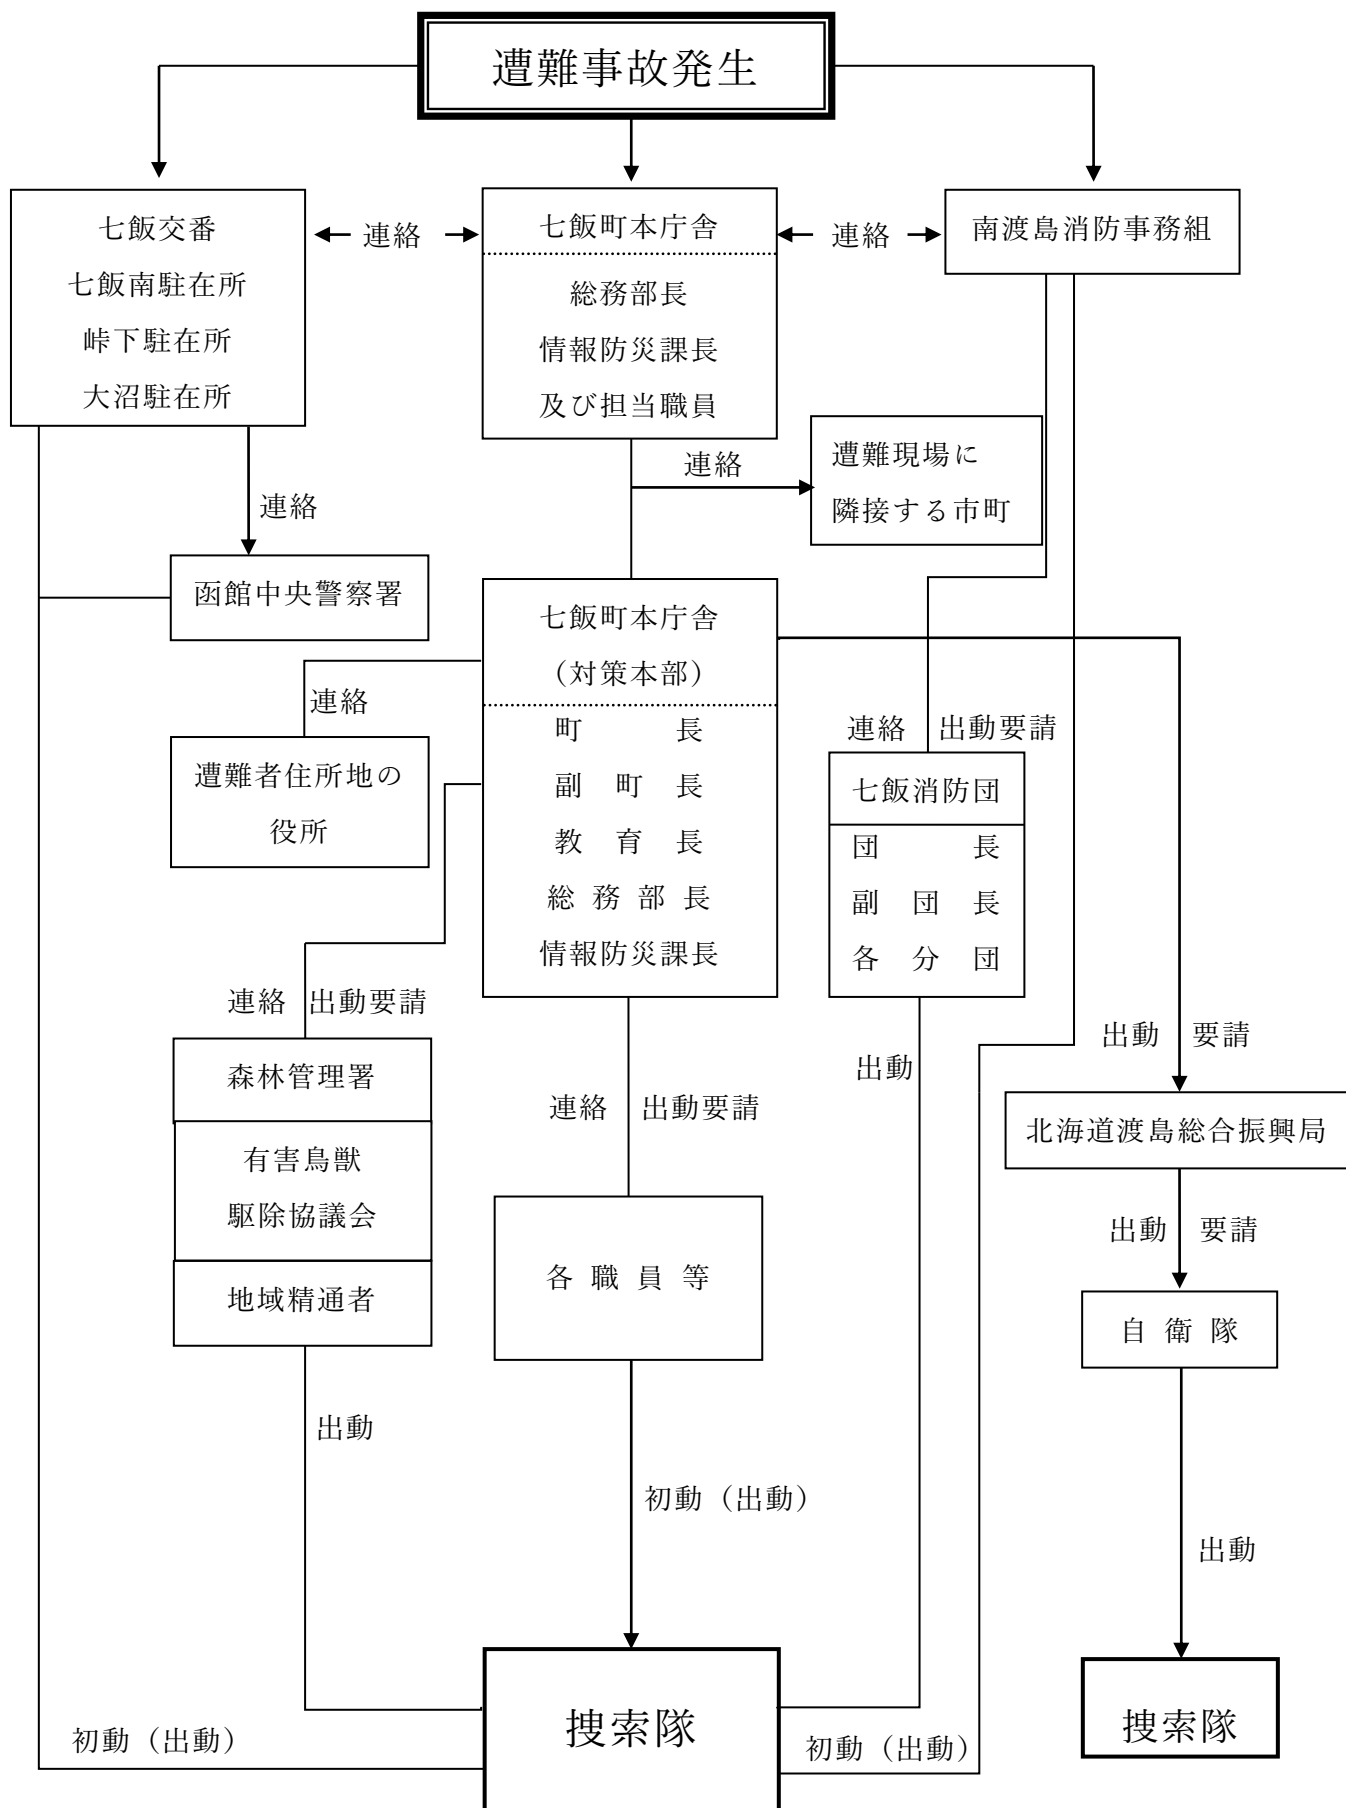 遭難事故発生
七飯交番
七飯南駐在所
峠下駐在所
大沼駐在所
連絡
七飯町本庁舎
総務部長
情報防災課長
及び担当職員
連絡
南渡島消防事務組
連絡
遭難現場に
隣接する市町
連絡
函館中央警察署
七飯町本庁舎
（対策本部）
町長
副町長
教育長
総務部長
情報防災課長
連絡
遭難者住所地の
役所
連絡 出動要請
七飯消防団
団長
副団長
各分団
連絡 出動要請
森林管理署
有害鳥獣
駆除協議会
地域精通者
連絡 出動要請
各職員等
出動
出動 要請
北海道渡島総合振興局
出動 要請
自衛隊
出動
初動（出動）
出動
捜索隊
捜索隊
初動（出動）
初動（出動）